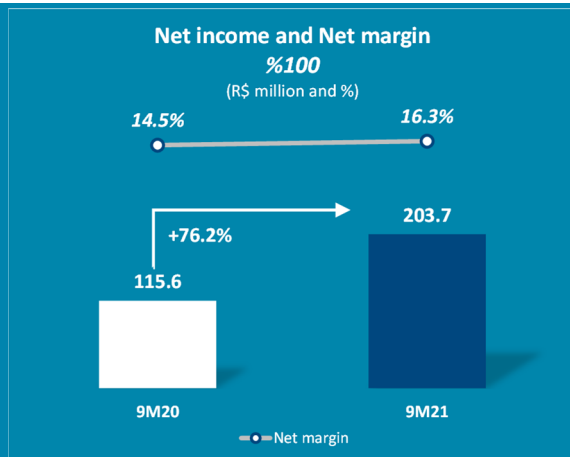 Net income and Net margin
%100
(R$ million and %)
14.5%
16.3%
+76.2%
203.7
115.6
9M20
9M21
Net margin